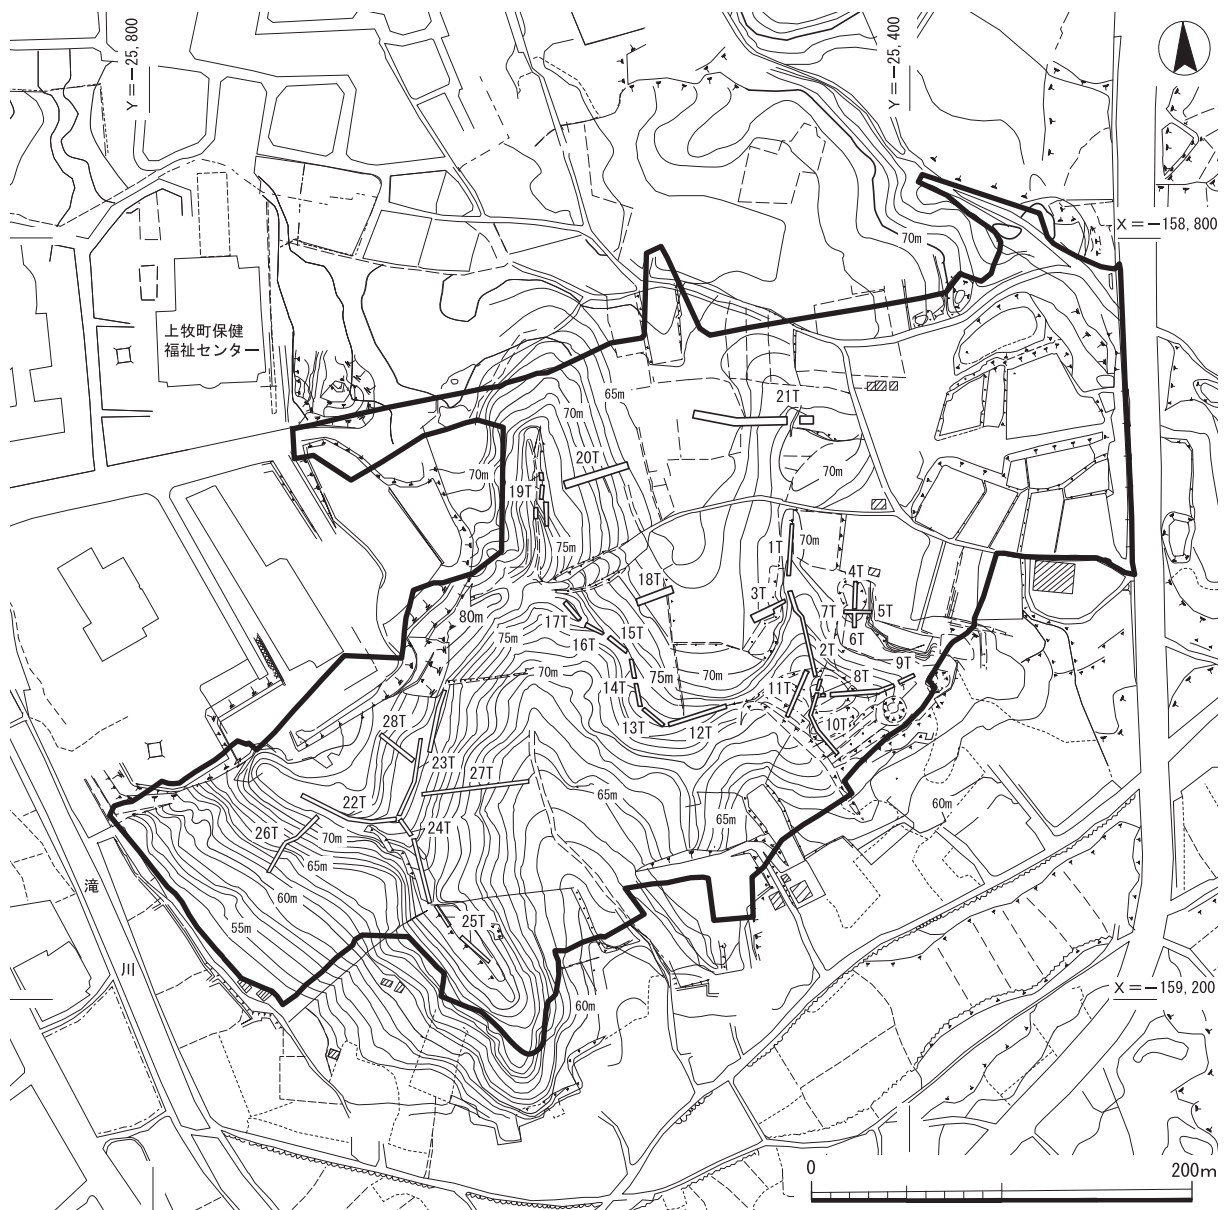 Y＝−25, 800
Y＝−25, 400
X＝−158, 800
70m
上牧町保健
福祉センター
65m
70m
21T
20T
70m
70m
19T
75m
1T
70m
18T
4T
3T
7T
5T
80m
17T
6T
16T
15T
75m
2T
9T
70m
75m
70m
8T
14T
11T
13T
12T
10T
28T
23T
27T
22T
65m
60m
26T
70m
24T
65m
65m
滝
60m
25T
55m
川
60m
X＝−159, 200
0
200m